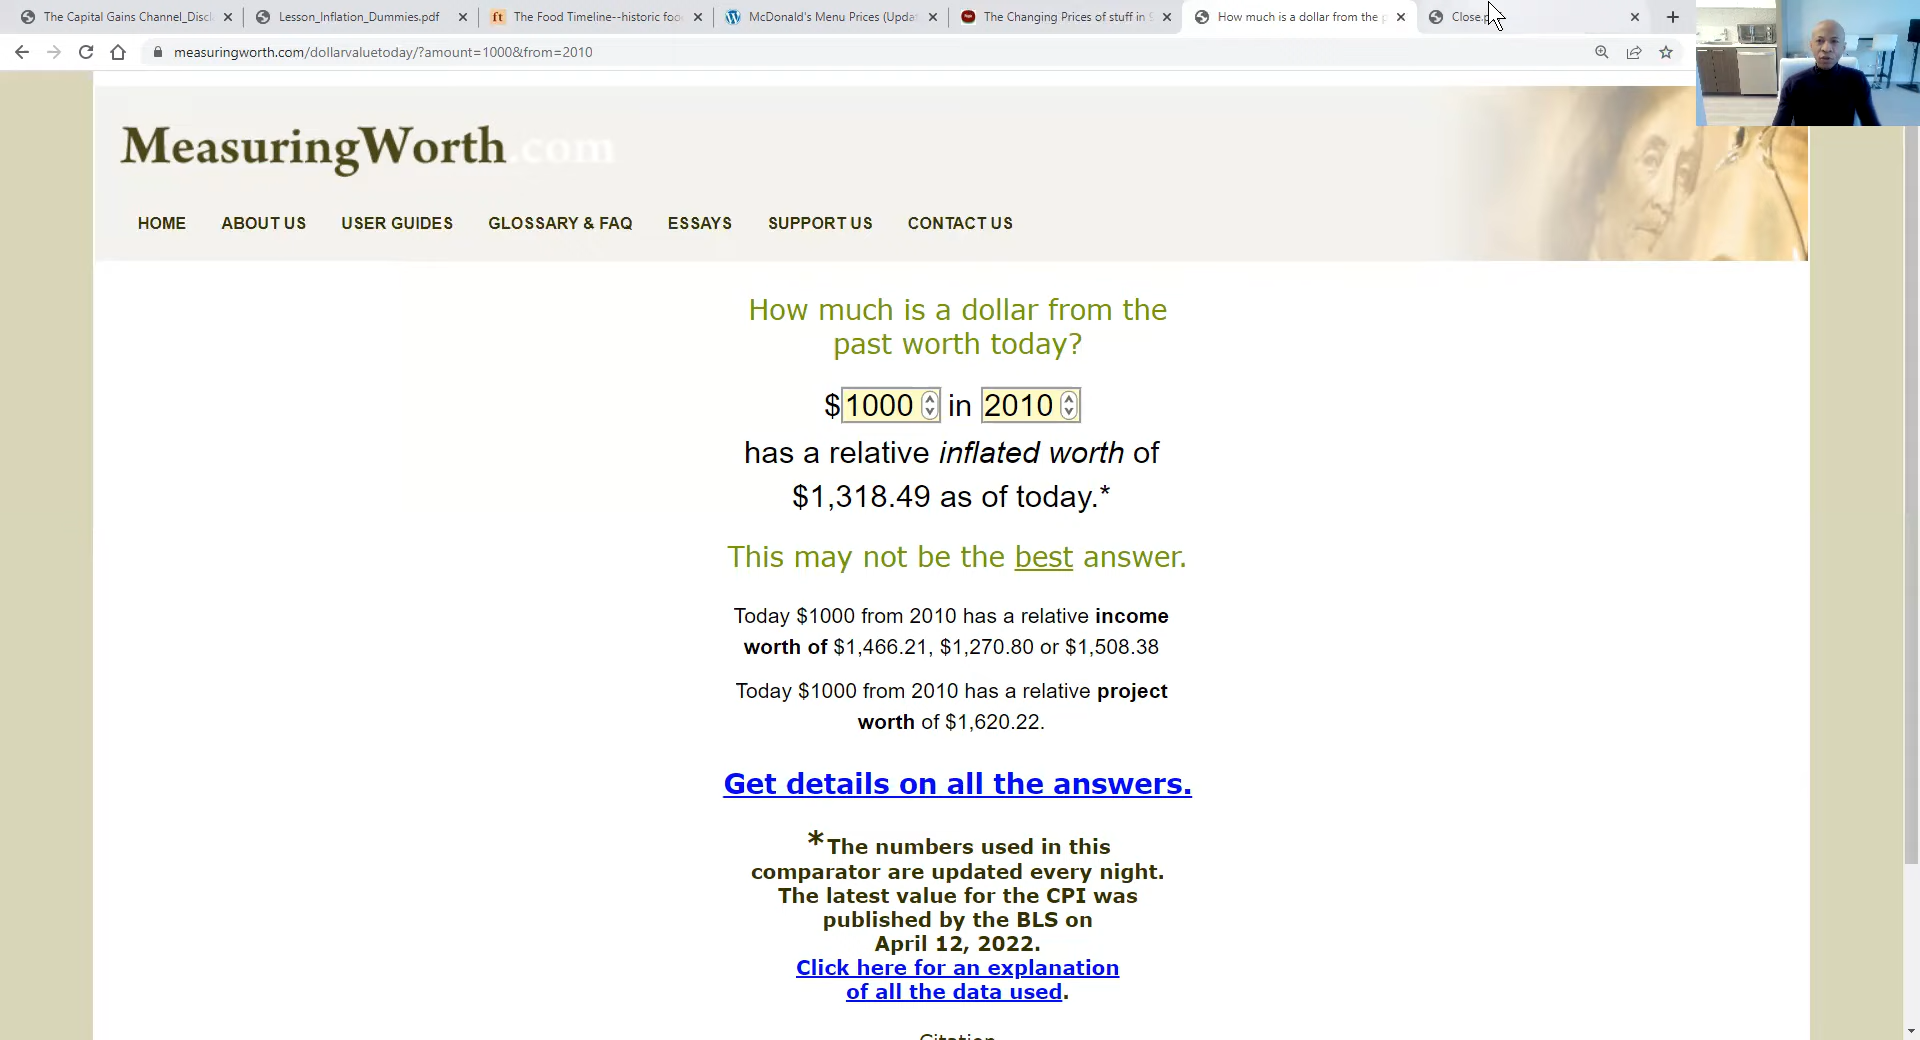 The Capital Gains Channel_Discl
Lesson_Inflation_Dummies.pdf
ft The Food Timeline--historic foo
McDonald's Menu Prices (Upda
The Changing Prices of stuff in
How much is a dollar from the
Close.p
measuringworth.com/dollarvaluetoday/?amount=1000&from=2010
MeasuringWorth.com
HOME ABOUT US USER GUIDES GLOSSARY & FAQ ESSAYS SUPPORT US CONTACT US
How much is a dollar from the
past worth today?
$1000 in 2010
has a relative inflated worth of
$1,318.49 as of today.*
This may not be the best answer.
Today $1000 from 2010 has a relative income
worth of $1,466.21, $1,270.80 or $1,508.38
Today $1000 from 2010 has a relative project
worth of $1,620.22.
Get details on all the answers.
*The numbers used in this
comparator are updated every night.
The latest value for the CPI was
published by the BLS on
April 12, 2022.
Click here for an explanation
of all the data used.
Citation